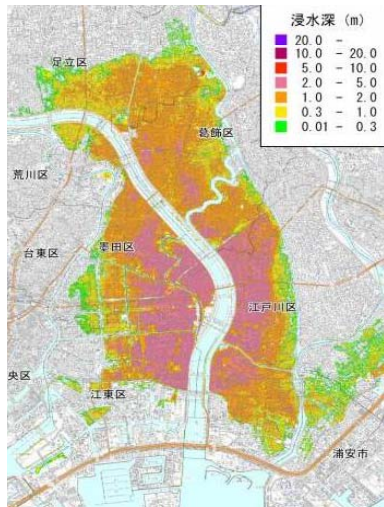 浸水深 (m)
20.0 -
10.0 - 20.0
5.0 - 10.0
2.0 - 5.0
1.0 - 2.0
0.3 - 1.0
0.01 - 0.3
足立区
葛飾区
荒川区
台東区
墨田区
江戸川区
央区
江東区
浦安市